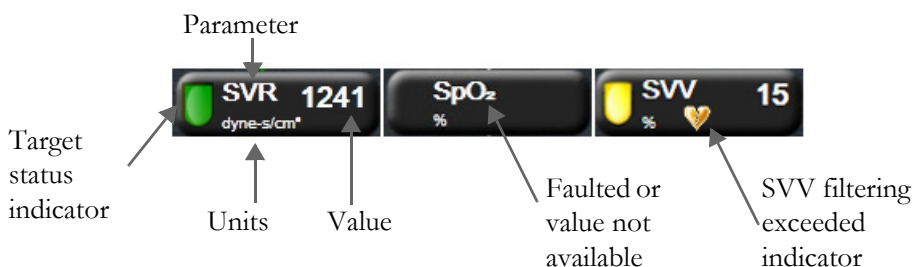 Parameter
SVR 1241
dyne-s/cm⁵
SpO₂
%
SVV 15
%
Target
status
indicator
Units
Value
Faulted or
value not
available
SVV filtering
exceeded
indicator